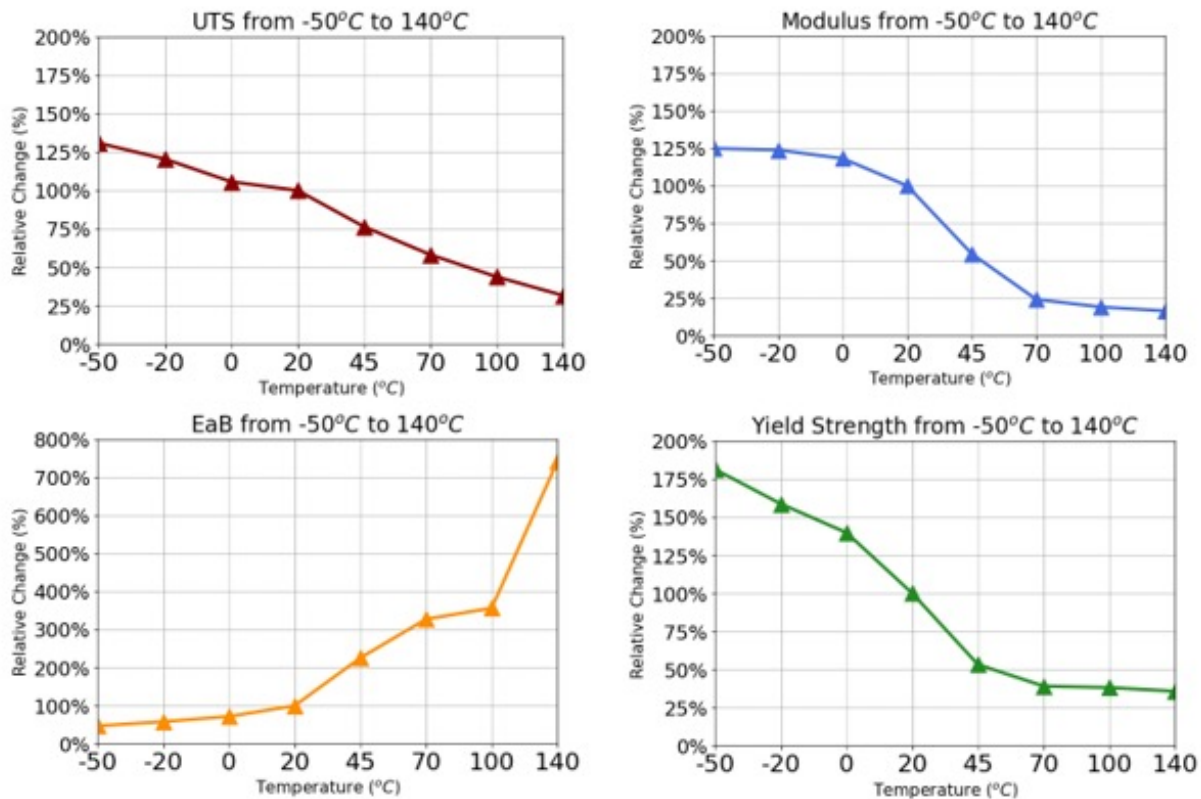 UTS from -50°C to 140°C
Relative Change (%)
200%
175%
150%
125%
100%
75%
50%
25%
0%
-50 -20 0 20 45 70 100 140
Temperature (°C)
Modulus from -50°C to 140°C
Relative Change (%)
200%
175%
150%
125%
100%
75%
50%
25%
0%
-50 -20 0 20 45 70 100 140
Temperature (°C)
EaB from -50°C to 140°C
Relative Change (%)
800%
700%
600%
500%
400%
300%
200%
100%
0%
-50 -20 0 20 45 70 100 140
Temperature (°C)
Yield Strength from -50°C to 140°C
Relative Change (%)
200%
175%
150%
125%
100%
75%
50%
25%
0%
-50 -20 0 20 45 70 100 140
Temperature (°C)